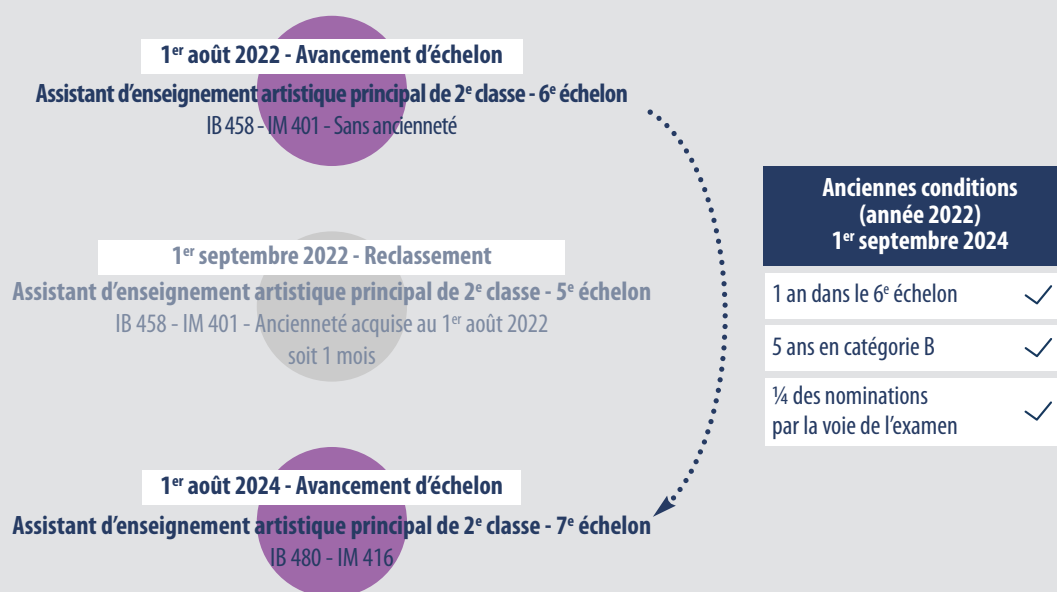 1er août 2022 - Avancement d’échelon
Assistant d’enseignement artistique principal de 2e classe - 6e échelon
IB 458 - IM 401 - Sans ancienneté
1er septembre 2022 - Reclassement
Assistant d’enseignement artistique principal de 2e classe - 5e échelon
IB 458 - IM 401 - Ancienneté acquise au 1er août 2022
soit 1 mois
1er août 2024 - Avancement d’échelon
Assistant d’enseignement artistique principal de 2e classe - 7e échelon
IB 480 - IM 416
Anciennes conditions
(année 2022)
1er septembre 2024
1 an dans le 6e échelon
5 ans en catégorie B
¼ des nominations
par la voie de l’examen